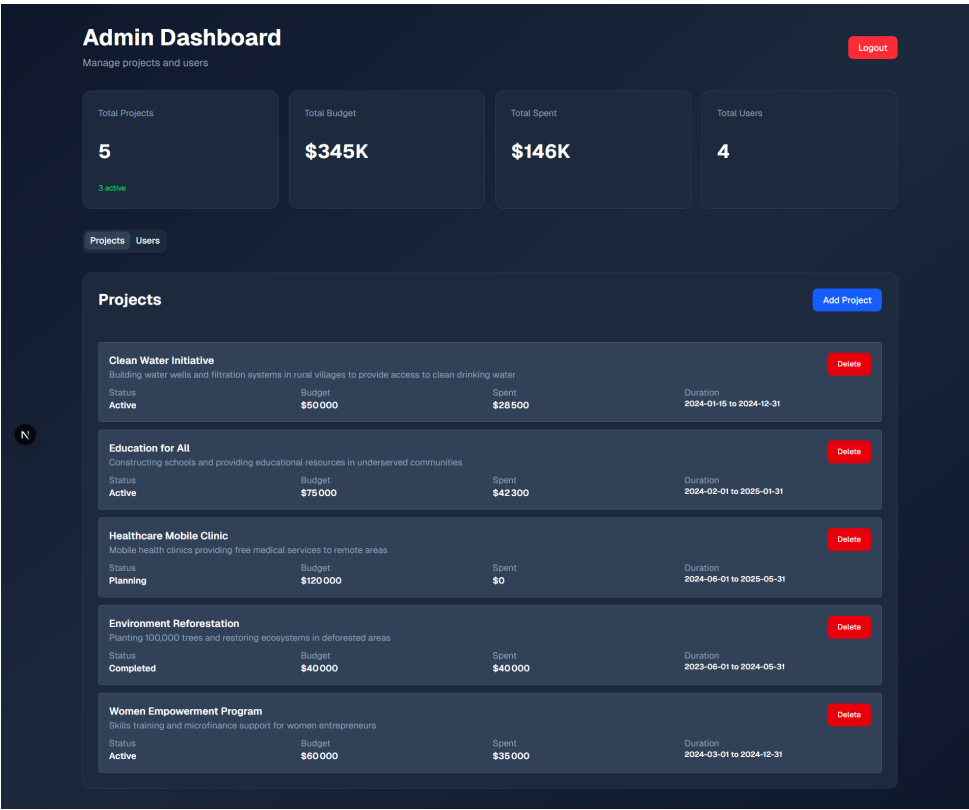 Admin Dashboard
Manage projects and users
Logout
Total Projects
5
3 active
Total Budget
$345K
Total Spent
$146K
Total Users
4
Projects Users
Projects
Add Project
Clean Water Initiative
Building water wells and filtration systems in rural villages to provide access to clean drinking water
Delete
Status Budget Spent Duration
Active $50 000 $28 500 2024-01-15 to 2024-12-31
Education for All
Constructing schools and providing educational resources in underserved communities
Delete
Status Budget Spent Duration
Active $75 000 $42 300 2024-02-01 to 2025-01-31
Healthcare Mobile Clinic
Mobile health clinics providing free medical services to remote areas
Delete
Status Budget Spent Duration
Planning $120 000 $0 2024-06-01 to 2025-05-31
Environment Reforestation
Planting 100,000 trees and restoring ecosystems in deforested areas
Delete
Status Budget Spent Duration
Completed $40 000 $40 000 2023-06-01 to 2024-05-31
Women Empowerment Program
Skills training and microfinance support for women entrepreneurs
Delete
Status Budget Spent Duration
Active $60 000 $35 000 2024-03-01 to 2024-12-31
N